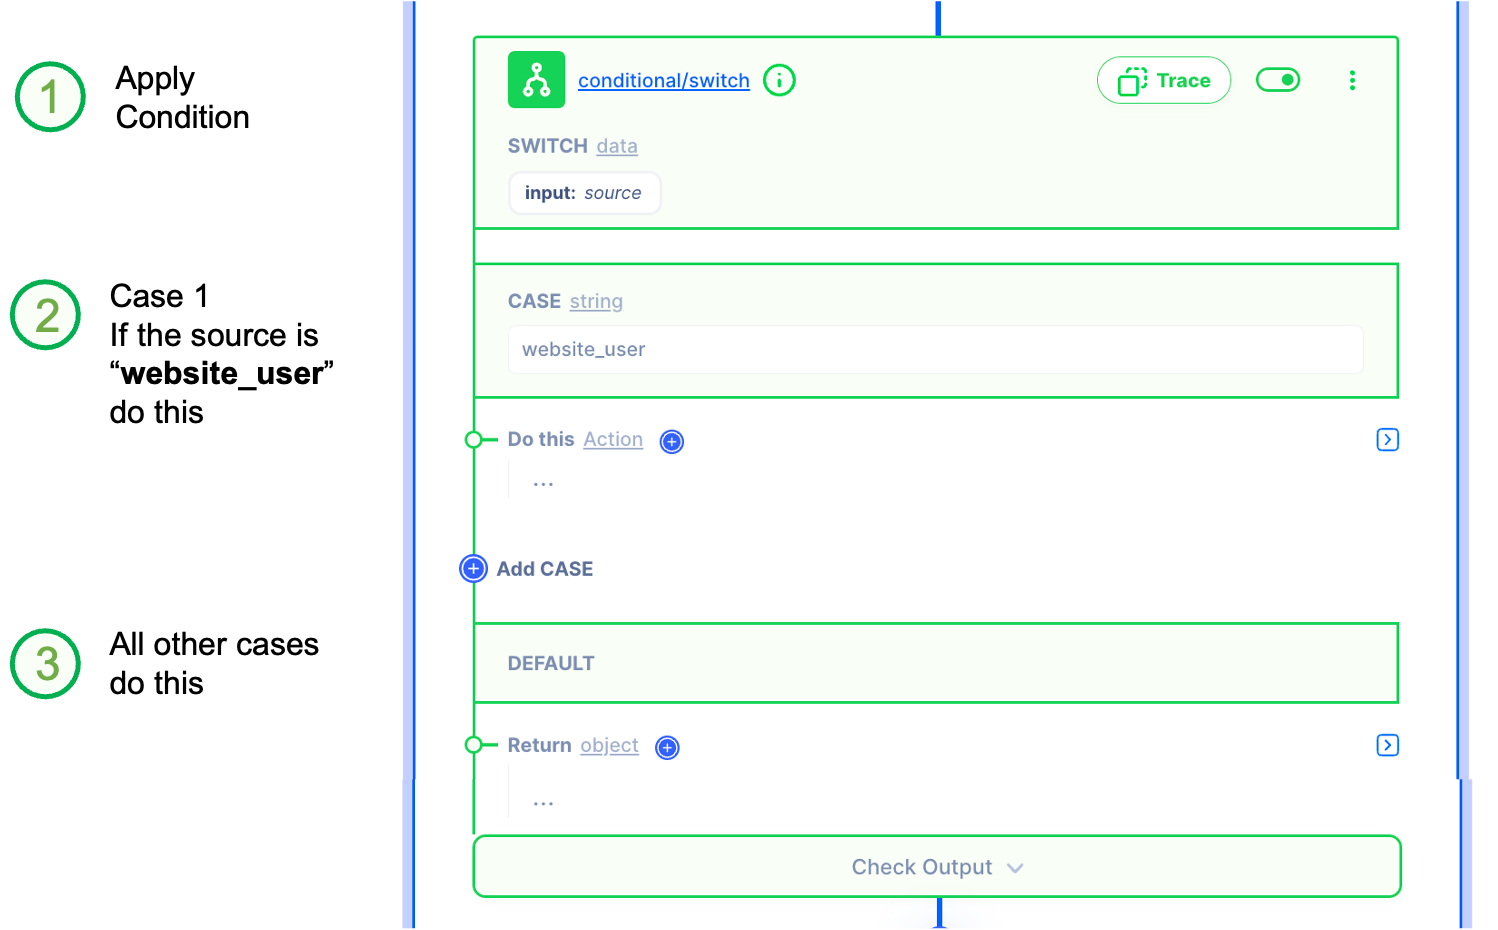 1
Apply
Condition
conditional/switch
Trace
SWITCH data
input: source
2
Case 1
If the source is
“website_user”
do this
CASE string
website_user
Do this Action
...
Add CASE
3
All other cases
do this
DEFAULT
Return object
...
Check Output